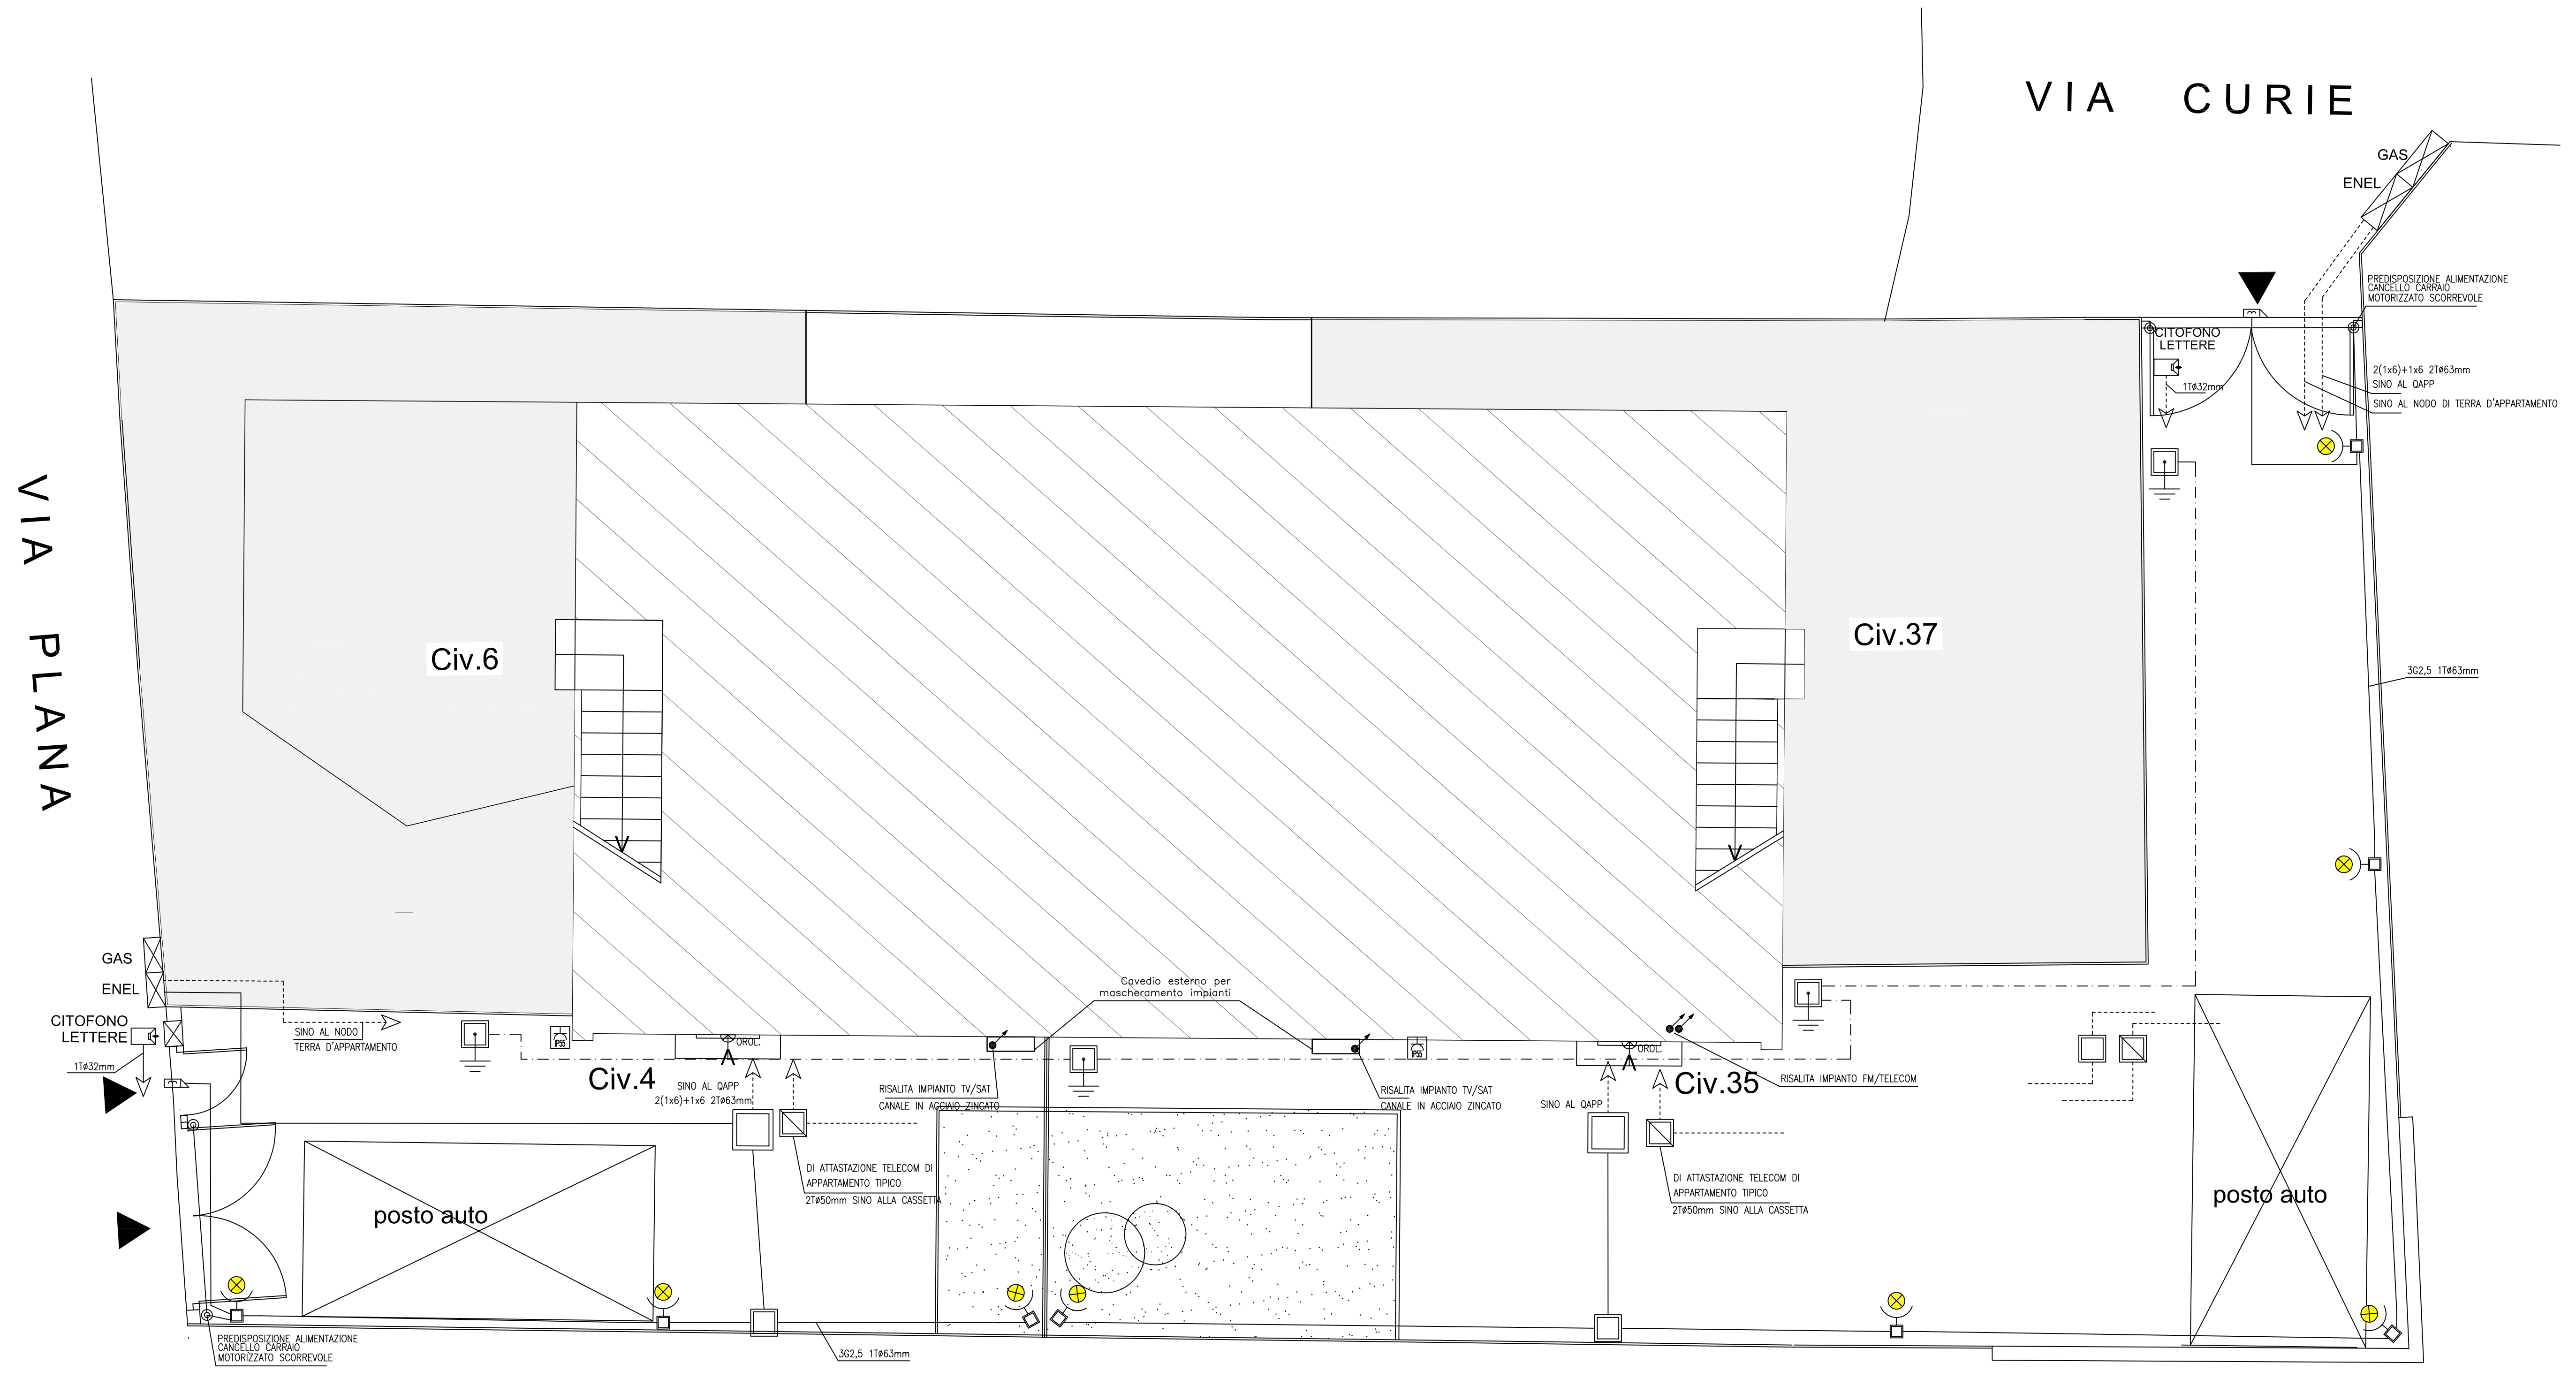 VIA CURIE
GAS
ENEL
PREDISPOSIZIONE ALIMENTAZIONE
CANCELLO CARRAIO
MOTORIZZATO SCORREVOLE
CITOFONO
LETTERE
1Tø32mm
2(1x6)+1x6 2Tø63mm
SINO AL QAPP
SINO AL NODO DI TERRA D'APPARTAMENTO
VIA PLANA
Civ.6
Civ.37
3G2,5 1Tø63mm
GAS
ENEL
CITOFONO
LETTERE
1Tø32mm
SINO AL NODO
TERRA D'APPARTAMENTO
IP55
OROL.
Cavedio esterno per
mascheramento impianti
IP55
OROL.
Civ.4
SINO AL QAPP
2(1x6)+1x6 2Tø63mm
RISALITA IMPIANTO TV/SAT
CANALE IN ACCIAIO ZINCATO
RISALITA IMPIANTO TV/SAT
CANALE IN ACCIAIO ZINCATO
SINO AL QAPP
Civ.35
RISALITA IMPIANTO FM/TELECOM
DI ATTASTAZIONE TELECOM DI
APPARTAMENTO TIPICO
2Tø50mm SINO ALLA CASSETTA
DI ATTASTAZIONE TELECOM DI
APPARTAMENTO TIPICO
2Tø50mm SINO ALLA CASSETTA
posto auto
posto auto
PREDISPOSIZIONE ALIMENTAZIONE
CANCELLO CARRAIO
MOTORIZZATO SCORREVOLE
3G2,5 1Tø63mm